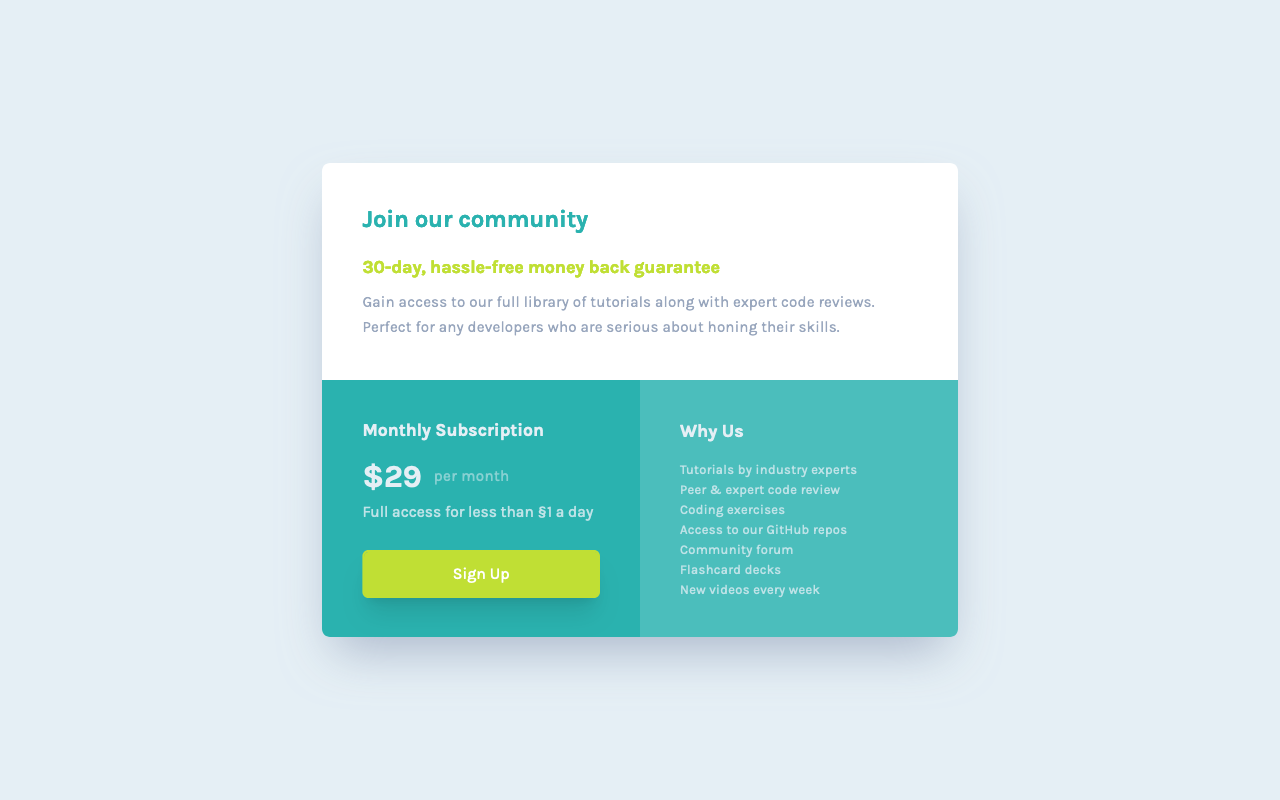 Join our community
30-day, hassle-free money back guarantee
Gain access to our full library of tutorials along with expert code reviews.
Perfect for any developers who are serious about honing their skills.
Monthly Subscription
$29 per month
Full access for less than §1 a day
Sign Up
Why Us
Tutorials by industry experts
Peer & expert code review
Coding exercises
Access to our GitHub repos
Community forum
Flashcard decks
New videos every week